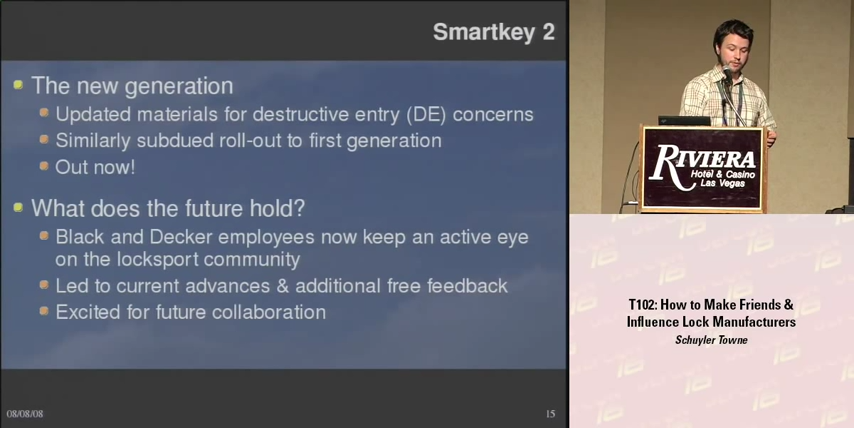 Smartkey 2
The new generation
Updated materials for destructive entry (DE) concerns
Similarly subdued roll-out to first generation
Out now!
What does the future hold?
Black and Decker employees now keep an active eye
on the locksport community
Led to current advances & additional free feedback
Excited for future collaboration
08/08/08
15
RIVIERA
Hotel & Casino
Las Vegas
T102: How to Make Friends &
Influence Lock Manufacturers
Schuyler Towne